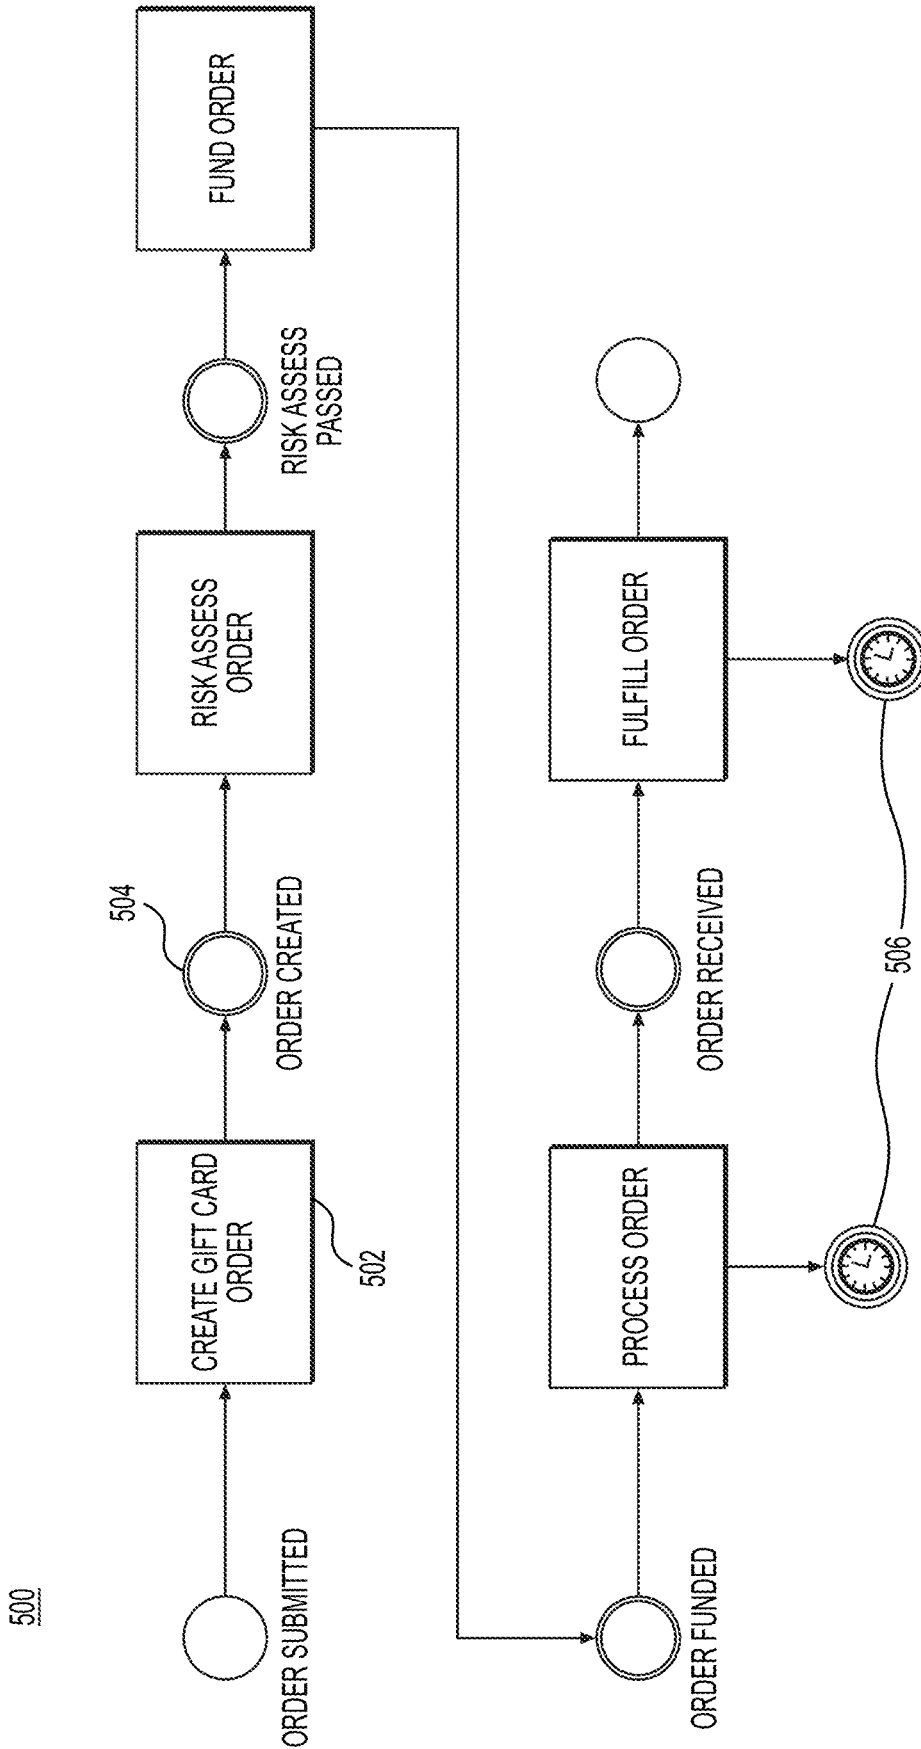 500
ORDER SUBMITTED
CREATE GIFT CARD
ORDER
502
504
ORDER CREATED
RISK ASSESS
ORDER
RISK ASSESS
PASSED
FUND ORDER
ORDER FUNDED
PROCESS ORDER
ORDER RECEIVED
FULFILL ORDER
506